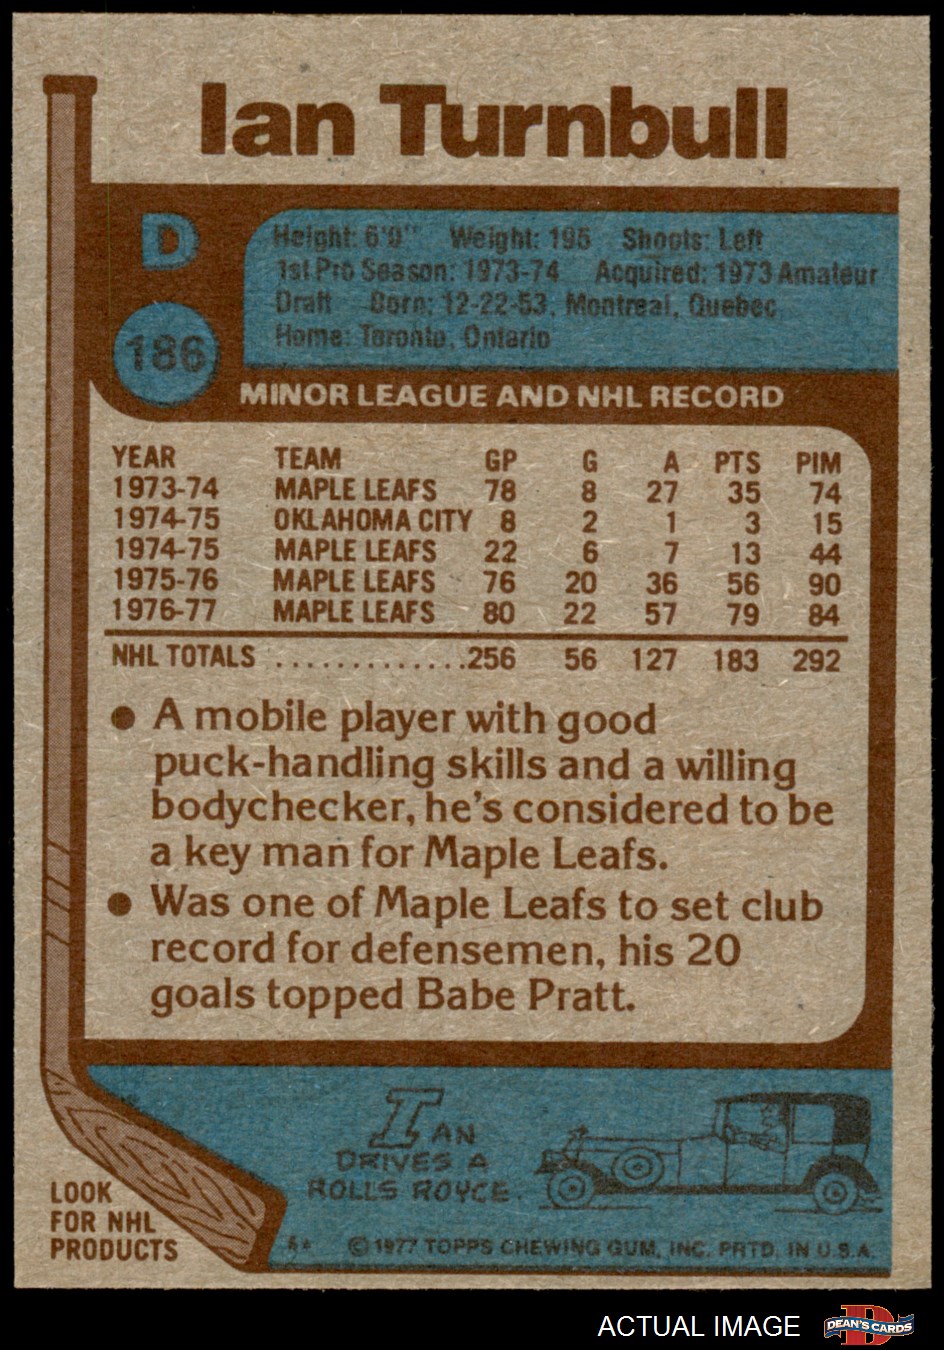 Ian Turnbull
D
186
Height: 6'0" Weight: 195 Shoots: Left
1st Pro Season: 1973-74 Acquired: 1973 Amateur
Draft Born: 12-22-53, Montreal, Quebec
Home: Toronto, Ontario
MINOR LEAGUE AND NHL RECORD
YEAR TEAM GP G A PTS PIM
1973-74 MAPLE LEAFS 78 8 27 35 74
1974-75 OKLAHOMA CITY 8 2 1 3 15
1974-75 MAPLE LEAFS 22 6 7 13 44
1975-76 MAPLE LEAFS 76 20 36 56 90
1976-77 MAPLE LEAFS 80 22 57 79 84
NHL TOTALS .............256 56 127 183 292
● A mobile player with good
puck-handling skills and a willing
bodychecker, he's considered to be
a key man for Maple Leafs.
● Was one of Maple Leafs to set club
record for defensemen, his 20
goals topped Babe Pratt.
IAN
DRIVES A
ROLLS ROYCE.
LOOK
FOR NHL
PRODUCTS
©1977 TOPPS CHEWING GUM, INC. PRTD. IN U.S.A.
ACTUAL IMAGE
DEAN'S CARDS